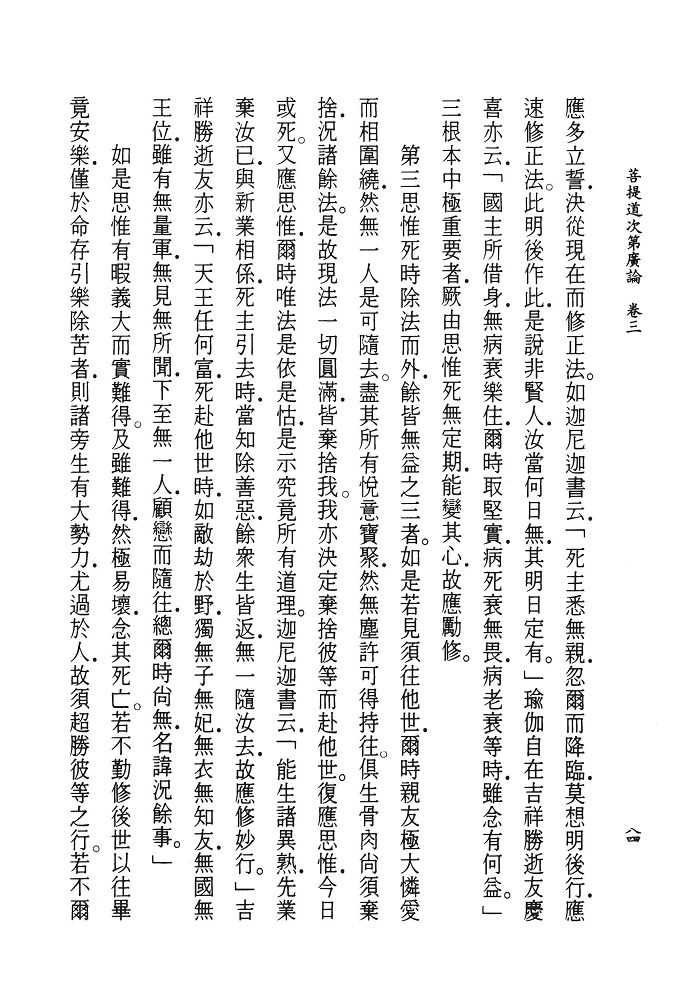 菩提道次第廣論　卷三
應多立誓．決從現在而修正法。如迦尼迦書云．「死主悉無親．忽爾而降臨．莫想明後行．應
速修正法。此明後作此．是說非賢人．汝當何日無．其明日定有。」瑜伽自在吉祥勝逝友慶
喜亦云．「國主所借身．無病衰樂住．爾時取堅實．病死衰無畏．病老衰等時．雖念有何益。」
三根本中極重要者．厥由思惟死無定期．能變其心．故應勵修。
第三思惟死時除法而外．餘皆無益之三者。如是若見須往他世．爾時親友極大憐愛
而相圍繞．然無一人是可隨去。盡其所有悅意寶聚．然無塵許可得持往。俱生骨肉尚須棄
捨．況諸餘法。是故現法一切圓滿．皆棄捨我。我亦決定棄捨彼等而赴他世。復應思惟．今日
或死。又應思惟．爾時唯法是依是怙．是示究竟所有道理。迦尼迦書云．「能生諸異熟．先業
棄汝已．與新業相係．死主引去時．當知除善惡．餘眾生皆返．無一隨汝去．故應修妙行。」吉
祥勝逝友亦云．「天王任何富．死赴他世時．如敵劫於野．獨無子無妃．無衣無知友．無國無
王位．雖有無量軍．無見無所聞．下至無一人．顧戀而隨往．總爾時尚無．名諱況餘事。」
如是思惟有暇義大而實難得。及雖難得．然極易壞．念其死亡。若不勤修後世以往畢
竟安樂．僅於命存引樂除苦者．則諸旁生有大勢力．尤過於人．故須超勝彼等之行。若不爾
八四